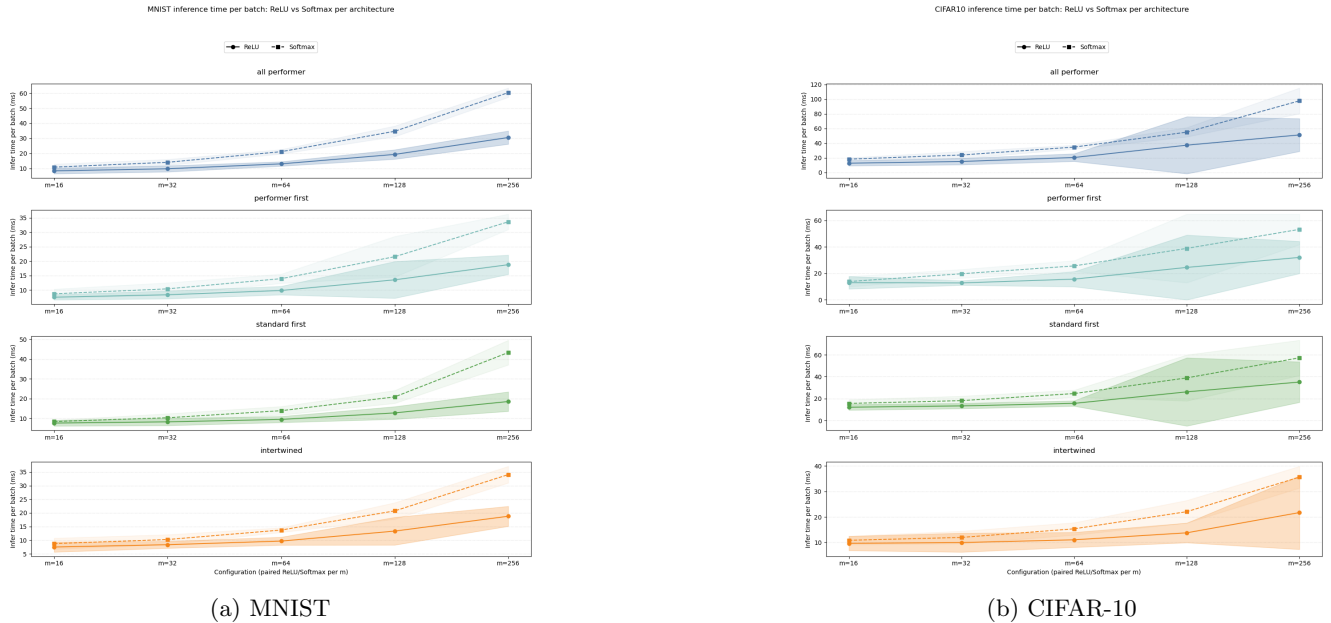 MNIST inference time per batch: ReLU vs Softmax per architecture
ReLU Softmax
all performer
Infer time per batch (ms)
60
50
40
30
20
10
m=16 m=32 m=64 m=128 m=256
performer first
Infer time per batch (ms)
35
30
25
20
15
10
m=16 m=32 m=64 m=128 m=256
standard first
Infer time per batch (ms)
50
40
30
20
10
m=16 m=32 m=64 m=128 m=256
intertwined
Infer time per batch (ms)
35
30
25
20
15
10
5
m=16 m=32 m=64 m=128 m=256
Configuration (paired ReLU/Softmax per m)
(a) MNIST
CIFAR10 inference time per batch: ReLU vs Softmax per architecture
ReLU Softmax
all performer
Infer time per batch (ms)
120
100
80
60
40
20
0
m=16 m=32 m=64 m=128 m=256
performer first
Infer time per batch (ms)
60
40
20
0
m=16 m=32 m=64 m=128 m=256
standard first
Infer time per batch (ms)
60
40
20
0
m=16 m=32 m=64 m=128 m=256
intertwined
Infer time per batch (ms)
40
30
20
10
m=16 m=32 m=64 m=128 m=256
Configuration (paired ReLU/Softmax per m)
(b) CIFAR-10